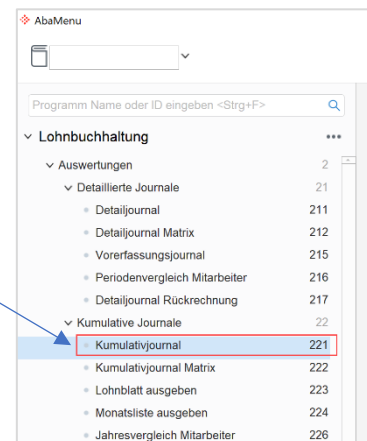 AbaMenu
Programm Name oder ID eingeben <Strg+F>
Lohnbuchhaltung
Auswertungen 2
Detaillierte Journale 21
Detailjournal 211
Detailjournal Matrix 212
Vorerfassungsjournal 215
Periodenvergleich Mitarbeiter 216
Detailjournal Rückrechnung 217
Kumulative Journale 22
Kumulativjournal 221
Kumulativjournal Matrix 222
Lohnblatt ausgeben 223
Monatsliste ausgeben 224
Jahresvergleich Mitarbeiter 226